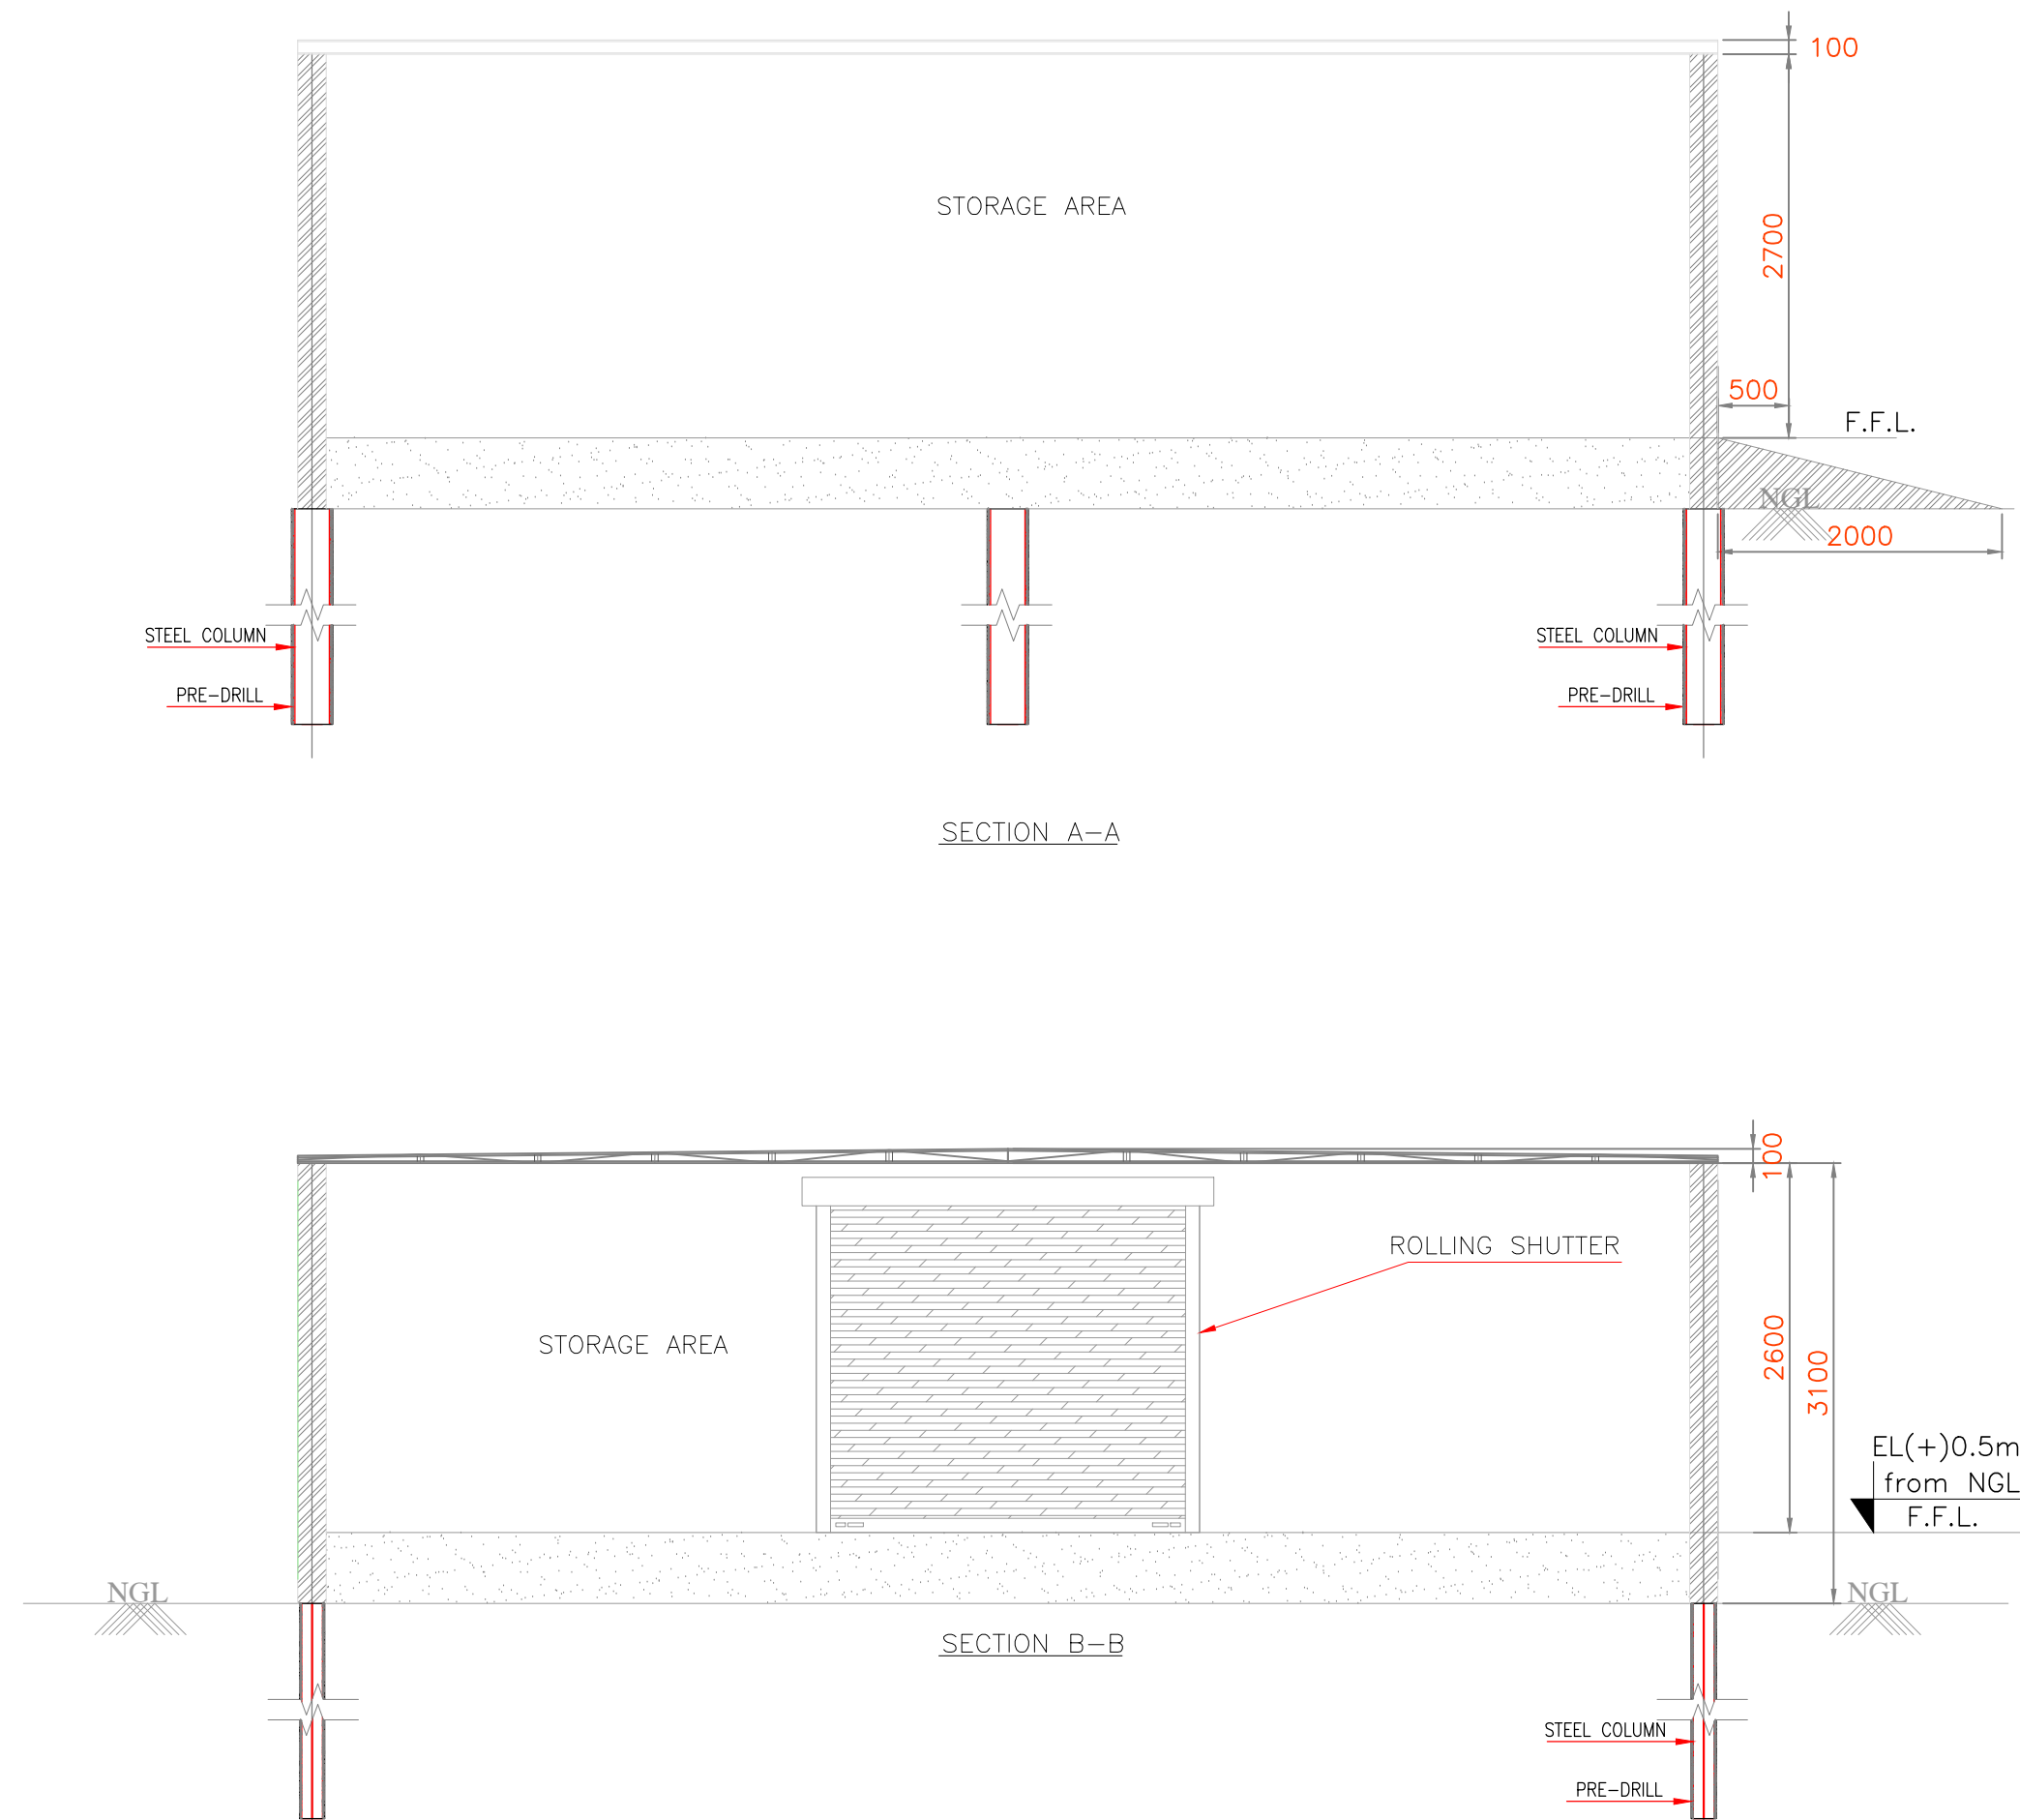 100
STORAGE AREA
2700
500
F.F.L.
NGL
2000
STEEL COLUMN
STEEL COLUMN
PRE-DRILL
PRE-DRILL
SECTION A-A
100
ROLLING SHUTTER
STORAGE AREA
2600
3100
EL(+)0.5m
from NGL
F.F.L.
NGL
NGL
SECTION B-B
STEEL COLUMN
PRE-DRILL